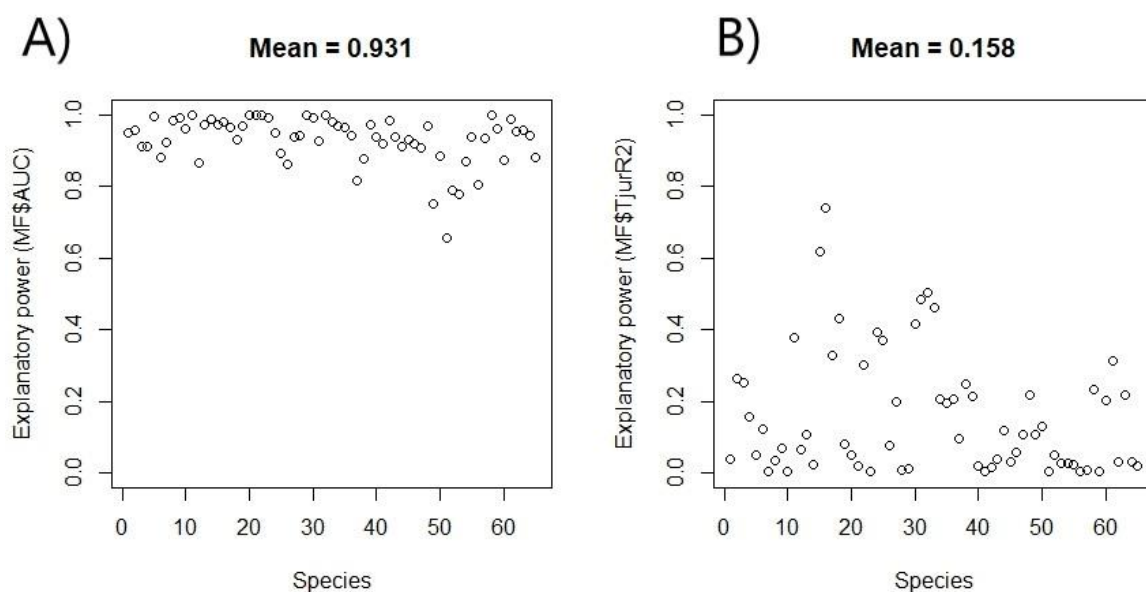 A)
Mean = 0.931
Explanatory power (MF$AUC)
1.0
0.8
0.6
0.4
0.2
0.0
0 10 20 30 40 50 60
Species
B)
Mean = 0.158
Explanatory power (MF$TjurR2)
1.0
0.8
0.6
0.4
0.2
0.0
0 10 20 30 40 50 60
Species